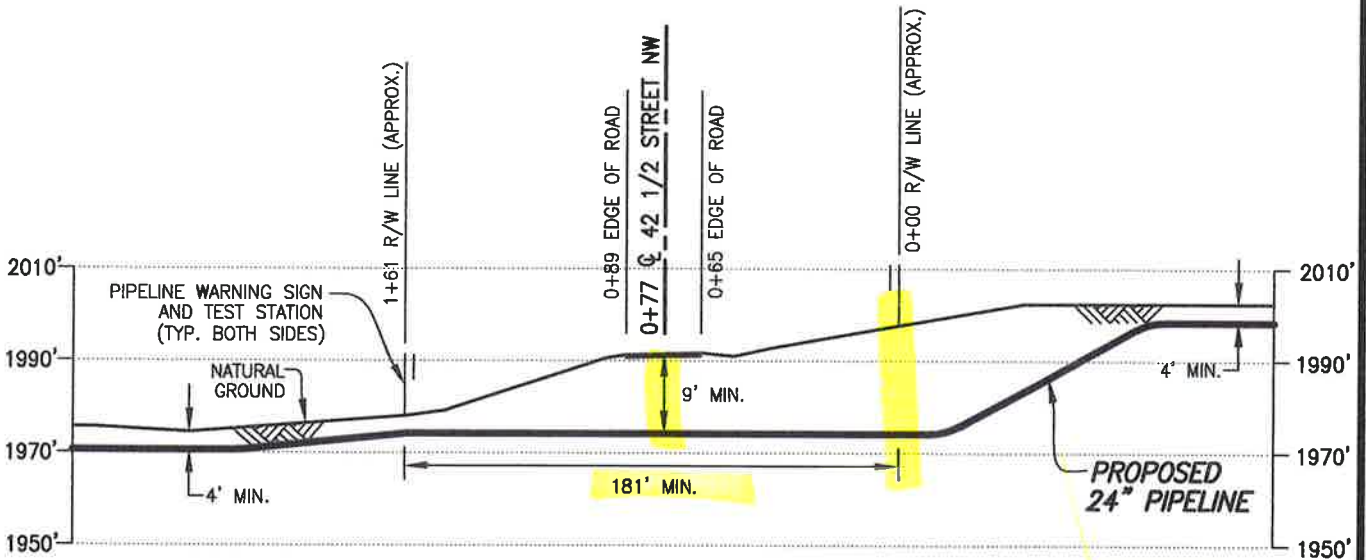 1+61 R/W LINE (APPROX.)
0+89 EDGE OF ROAD
0+77 ℄ 42 1/2 STREET NW
0+65 EDGE OF ROAD
0+00 R/W LINE (APPROX.)
2010'
2010'
PIPELINE WARNING SIGN
AND TEST STATION
(TYP. BOTH SIDES)
1990'
1990'
NATURAL
GROUND
9' MIN.
4' MIN.
1970'
1970'
4' MIN.
181' MIN.
PROPOSED
24" PIPELINE
1950'
1950'